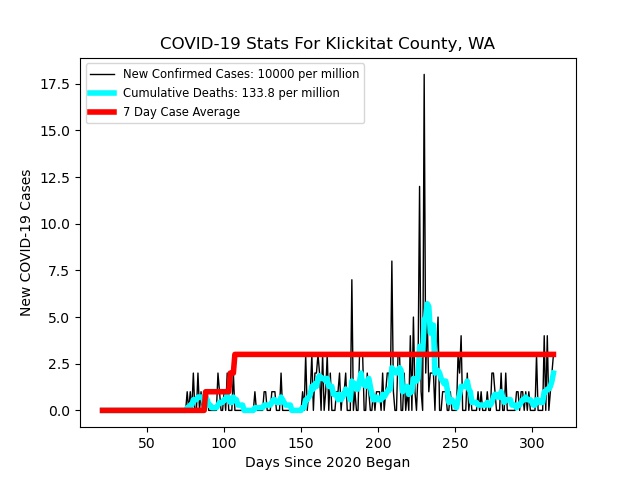 COVID-19 Stats For Klickitat County, WA
New Confirmed Cases: 10000 per million
Cumulative Deaths: 133.8 per million
7 Day Case Average
New COVID-19 Cases
17.5
15.0
12.5
10.0
7.5
5.0
2.5
0.0
50 100 150 200 250 300
Days Since 2020 Began